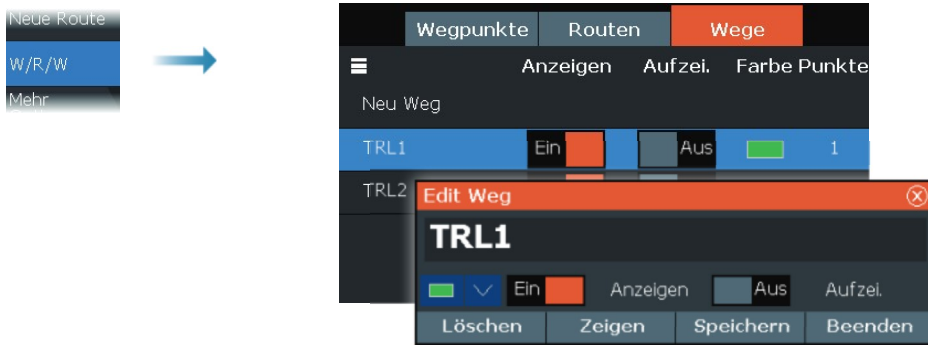 Neue Route
W/R/W
Mehr
Wegpunkte Routen Wege
Anzeigen Aufzei. Farbe Punkte
Neu Weg
TRL1 Ein Aus 1
TRL2
Edit Weg
TRL1
Ein Anzeigen Aus Aufzei.
Löschen Zeigen Speichern Beenden